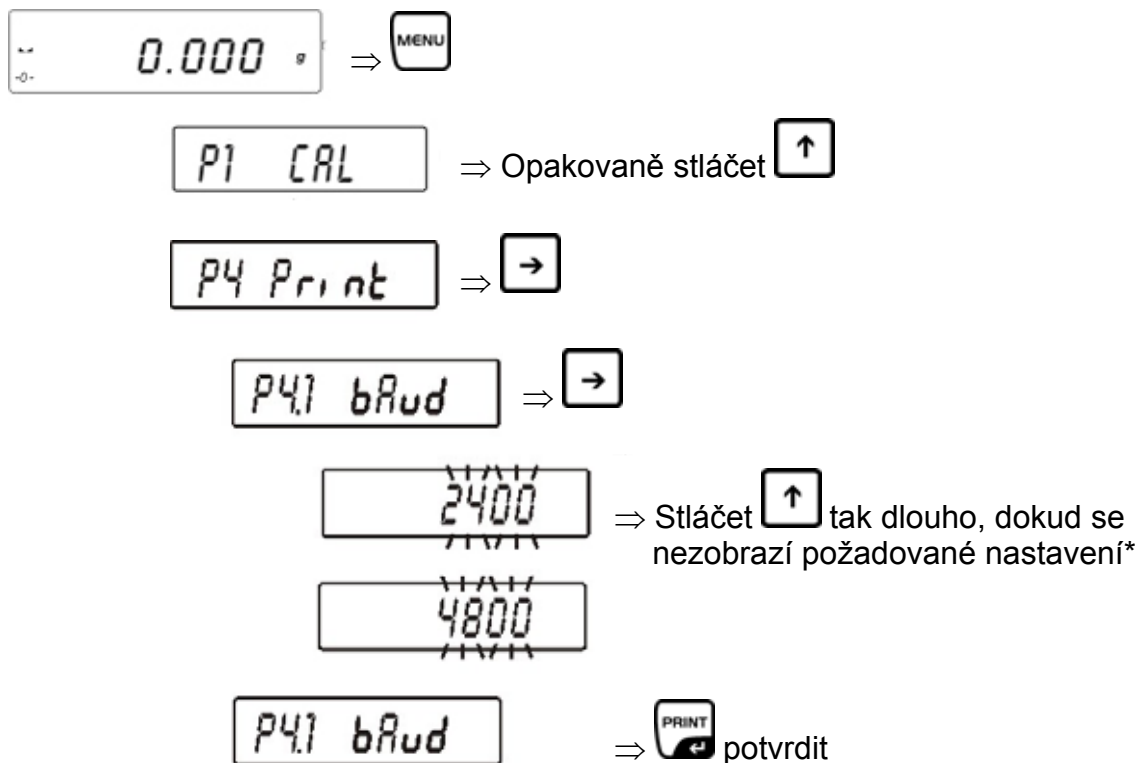 -0- 0.000 g ⇒ MENU
P1 CAL ⇒ Opakovaně stláčet ↑
P4 Print ⇒ →
P4.1 bAud ⇒ →
2400 ⇒ Stláčet ↑ tak dlouho, dokud se
nezobrazí požadované nastavení*
4800
P4.1 bAud ⇒ PRINT potvrdit